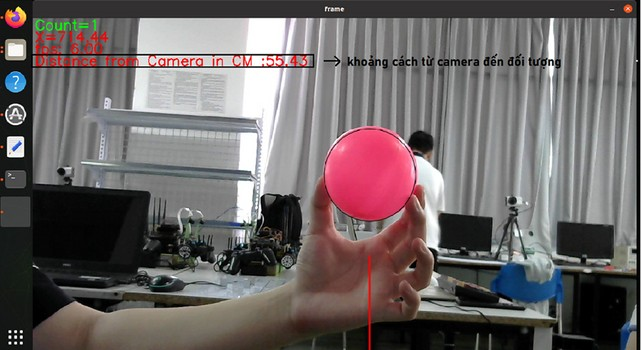 frame
Count=1
X=714.44
fps: 6.00
Distance from Camera in CM :55.43
khoảng cách từ camera đến đối tượng